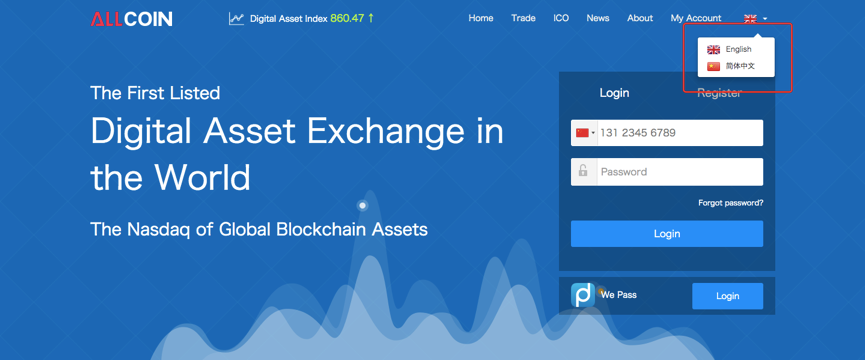 ALLCOIN
Digital Asset Index 860.47 ↑
Home Trade ICO News About My Account
English
简体中文
The First Listed
Digital Asset Exchange in
the World
The Nasdaq of Global Blockchain Assets
Login Register
131 2345 6789
Password
Forgot password?
Login
We Pass Login